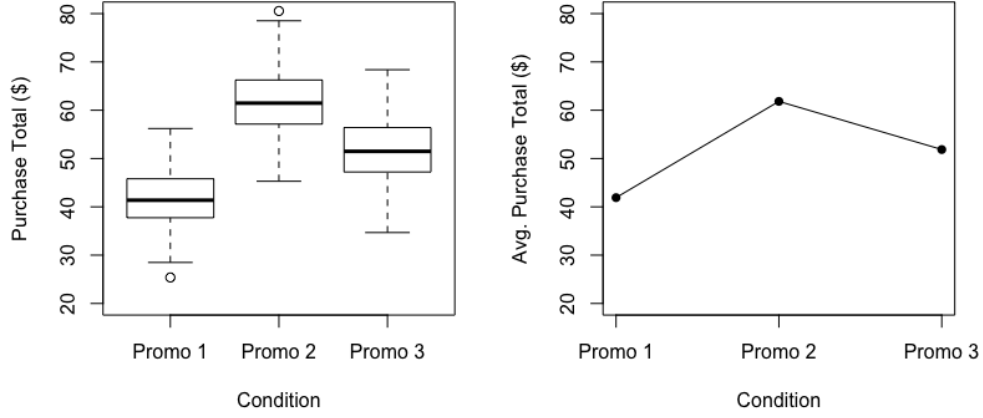 Purchase Total ($)
80
70
60
50
40
30
20
Promo 1 Promo 2 Promo 3
Condition
Avg. Purchase Total ($)
80
70
60
50
40
30
20
Promo 1 Promo 2 Promo 3
Condition